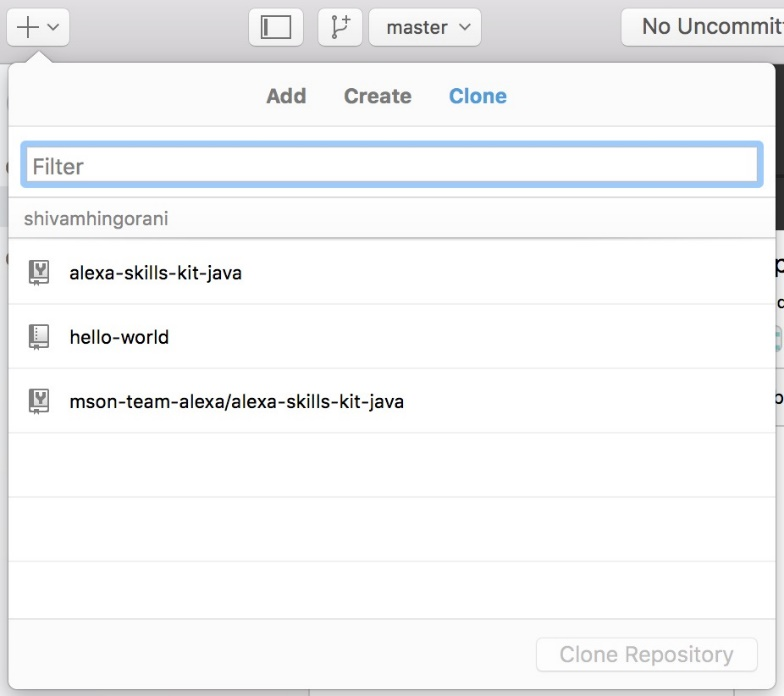 master
No Uncommit
Add Create Clone
Filter
shivamhingorani
alexa-skills-kit-java
hello-world
mson-team-alexa/alexa-skills-kit-java
Clone Repository